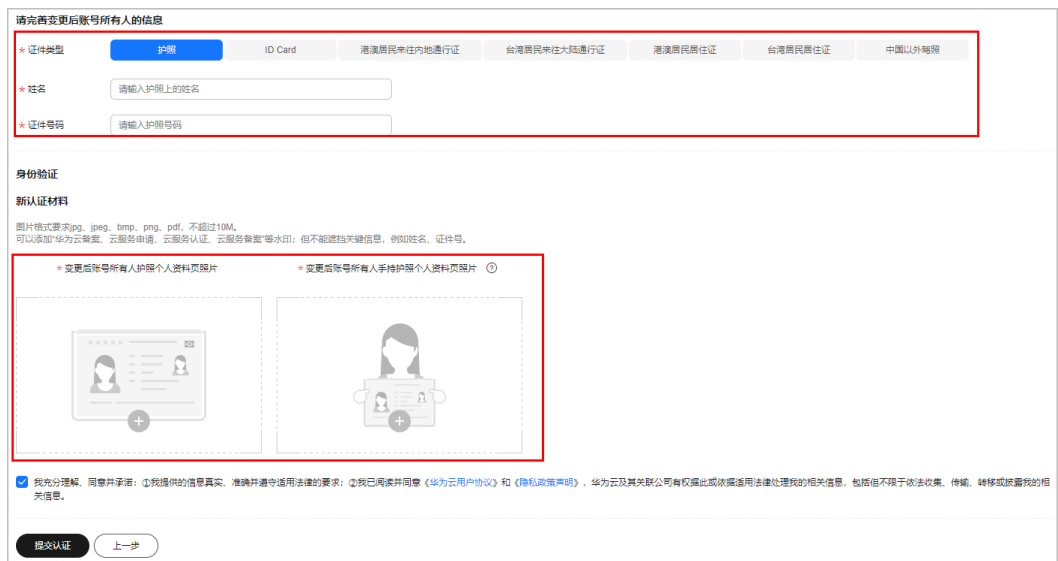 请完善变更后账号所有人的信息
* 证件类型 护照 ID Card 港澳居民来往内地通行证 台湾居民来往大陆通行证 港澳居民居住证 台湾居民居住证 中国以外驾照
* 姓名 请输入护照上的姓名
* 证件号码 请输入护照号码
身份验证
新认证材料
图片格式要求jpg、jpeg、bmp、png、pdf，不超过10M。
可以添加“华为云备案、云服务申请、云服务认证、云服务备案”等水印；但不能遮挡关键信息，例如姓名、证件号。
* 变更后账号所有人护照个人资料页照片 * 变更后账号所有人手持护照个人资料页照片 ?
我充分理解、同意并承诺：①我提供的信息真实、准确并遵守适用法律的要求；②我已阅读并同意《华为云用户协议》和《隐私政策声明》，华为云及其关联公司有权据此或依据适用法律处理我的相关信息，包括但不限于依法收集、传输、转移或披露我的相
关信息。
提交认证 上一步